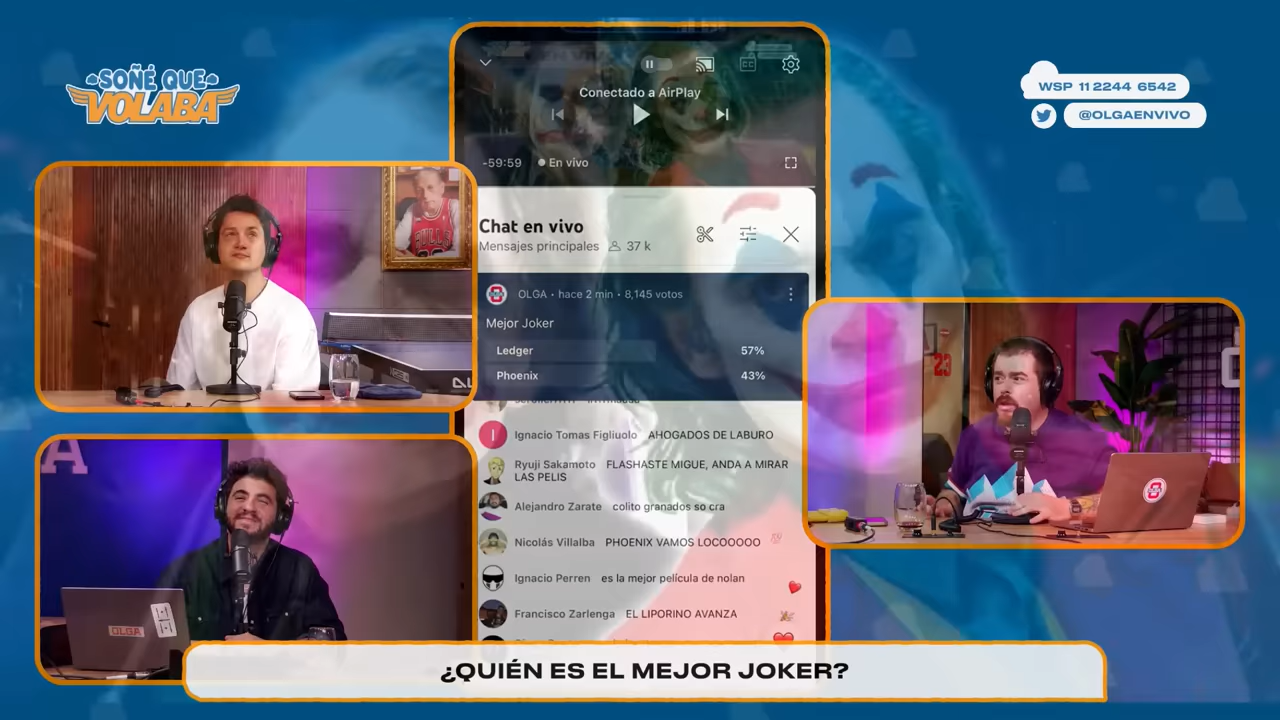 SOÑÉ QUE
VOLABA
WSP 11 2244 6542
@OLGAENVIVO
Conectado a AirPlay
-59:59 En vivo
Chat en vivo
Mensajes principales 37 k
OLGA • hace 2 min • 8,145 votos
Mejor Joker
Ledger 57%
Phoenix 43%
Ignacio Tomas Figliuolo AHOGADOS DE LABURO
Ryuji Sakamoto FLASHASTE MIGUE, ANDA A MIRAR
LAS PELIS
Alejandro Zarate colito granados so cra
Nicolás Villalba PHOENIX VAMOS LOCOOOOO
Ignacio Perren es la mejor película de nolan
Francisco Zarlenga EL LIPORINO AVANZA
BULLS
23
A
OLGA
¿QUIÉN ES EL MEJOR JOKER?